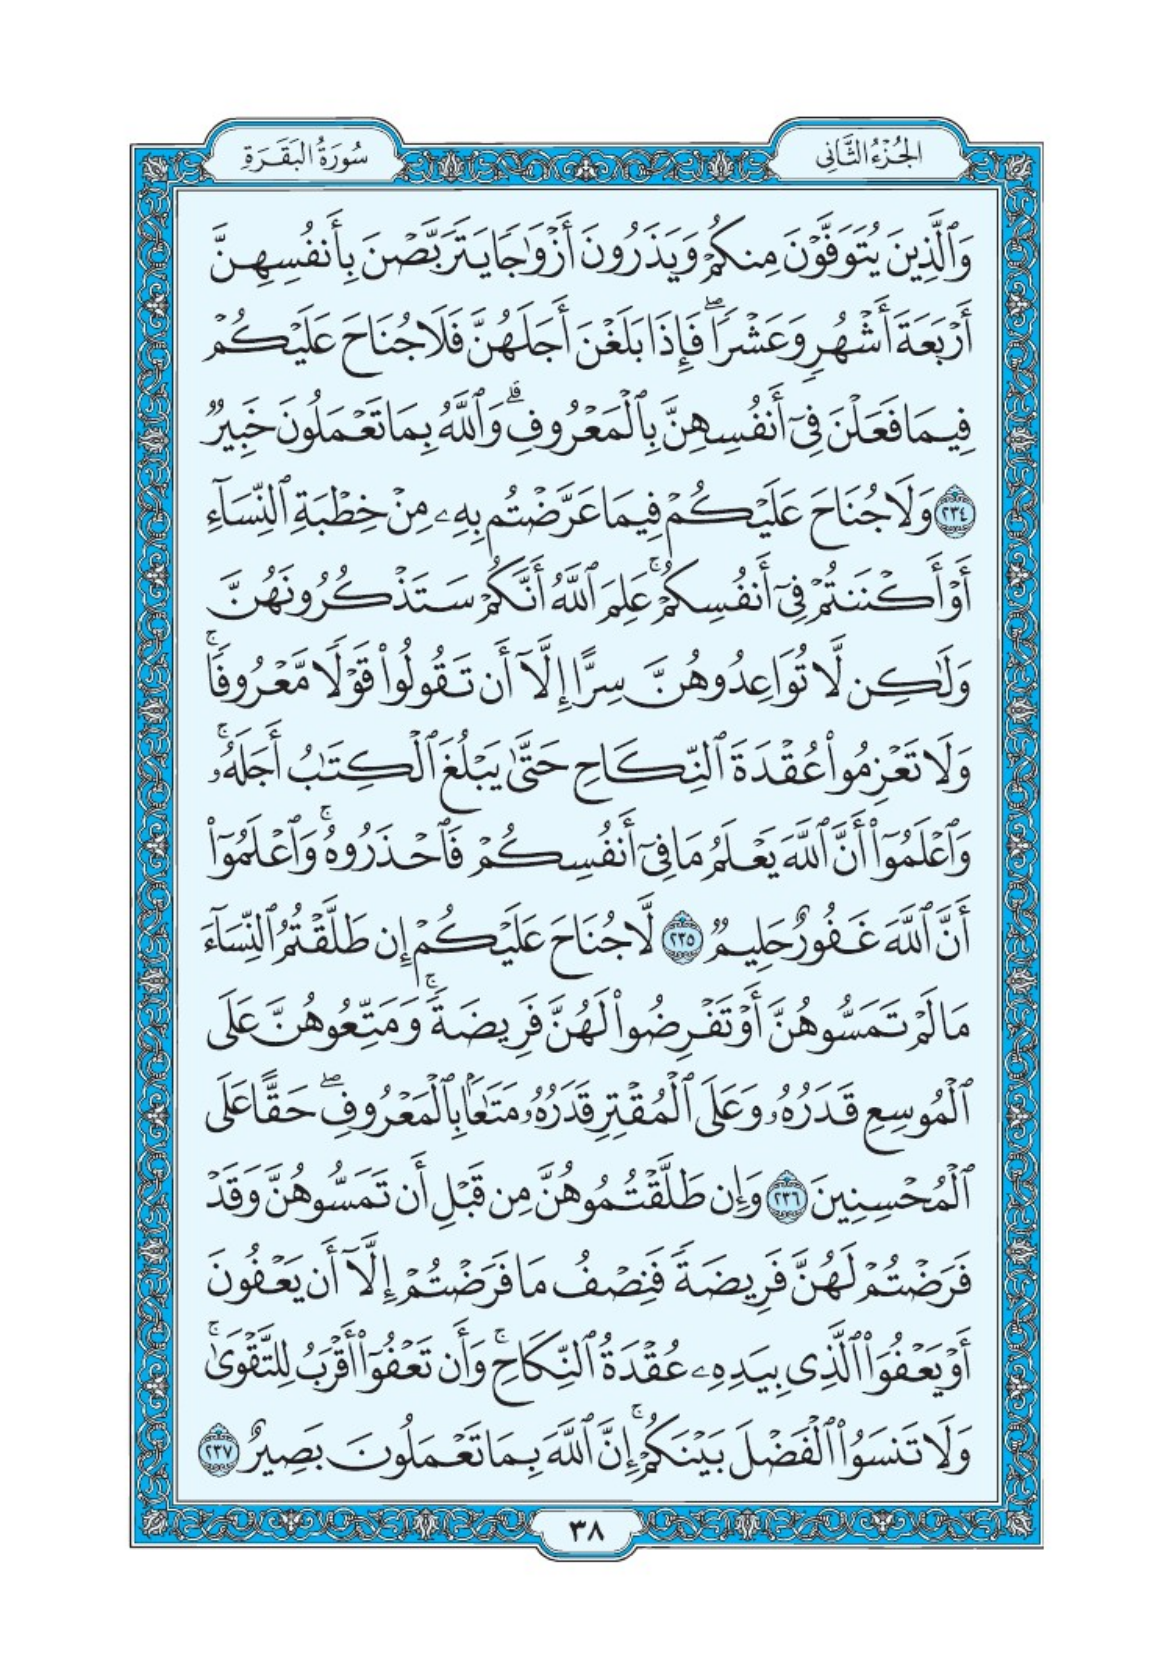 الجُزْءُ الثَّانِى
سُورَةُ البَقَرَةِ
وَٱلَّذِينَ يُتَوَفَّوْنَ مِنكُمْ وَيَذَرُونَ أَزْوَٰجًا يَتَرَبَّصْنَ بِأَنفُسِهِنَّ
أَرْبَعَةَ أَشْهُرٍ وَعَشْرًا ۖ فَإِذَا بَلَغْنَ أَجَلَهُنَّ فَلَا جُنَاحَ عَلَيْكُمْ
فِيمَا فَعَلْنَ فِىٓ أَنفُسِهِنَّ بِٱلْمَعْرُوفِ ۗ وَٱللَّهُ بِمَا تَعْمَلُونَ خَبِيرٌ
٢٣٤ وَلَا جُنَاحَ عَلَيْكُمْ فِيمَا عَرَّضْتُم بِهِۦ مِنْ خِطْبَةِ ٱلنِّسَآءِ
أَوْ أَكْنَنتُمْ فِىٓ أَنفُسِكُمْ ۚ عَلِمَ ٱللَّهُ أَنَّكُمْ سَتَذْكُرُونَهُنَّ
وَلَٰكِن لَّا تُوَاعِدُوهُنَّ سِرًّا إِلَّآ أَن تَقُولُوا۟ قَوْلًا مَّعْرُوفًا ۚ
وَلَا تَعْزِمُوا۟ عُقْدَةَ ٱلنِّكَاحِ حَتَّىٰ يَبْلُغَ ٱلْكِتَٰبُ أَجَلَهُۥ ۚ
وَٱعْلَمُوٓا۟ أَنَّ ٱللَّهَ يَعْلَمُ مَا فِىٓ أَنفُسِكُمْ فَٱحْذَرُوهُ ۚ وَٱعْلَمُوٓا۟
أَنَّ ٱللَّهَ غَفُورٌ حَلِيمٌ ٢٣٥ لَّا جُنَاحَ عَلَيْكُمْ إِن طَلَّقْتُمُ ٱلنِّسَآءَ
مَا لَمْ تَمَسُّوهُنَّ أَوْ تَفْرِضُوا۟ لَهُنَّ فَرِيضَةً ۚ وَمَتِّعُوهُنَّ عَلَى
ٱلْمُوسِعِ قَدَرُهُۥ وَعَلَى ٱلْمُقْتِرِ قَدَرُهُۥ مَتَٰعًۢا بِٱلْمَعْرُوفِ ۖ حَقًّا عَلَى
ٱلْمُحْسِنِينَ ٢٣٦ وَإِن طَلَّقْتُمُوهُنَّ مِن قَبْلِ أَن تَمَسُّوهُنَّ وَقَدْ
فَرَضْتُمْ لَهُنَّ فَرِيضَةً فَنِصْفُ مَا فَرَضْتُمْ إِلَّآ أَن يَعْفُونَ
أَوْ يَعْفُوَا۟ ٱلَّذِى بِيَدِهِۦ عُقْدَةُ ٱلنِّكَاحِ ۚ وَأَن تَعْفُوٓا۟ أَقْرَبُ لِلتَّقْوَىٰ ۚ
وَلَا تَنسَوُا۟ ٱلْفَضْلَ بَيْنَكُمْ ۚ إِنَّ ٱللَّهَ بِمَا تَعْمَلُونَ بَصِيرٌ ٢٣٧
٣٨